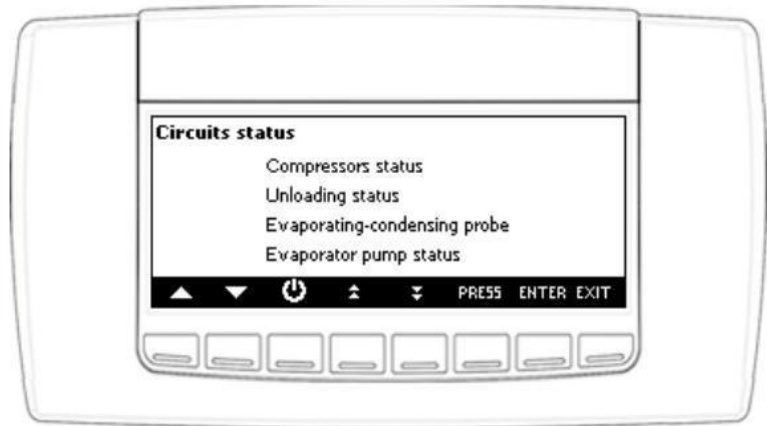 Circuits status
Compressors status
Unloading status
Evaporating-condensing probe
Evaporator pump status
PRESS ENTER EXIT